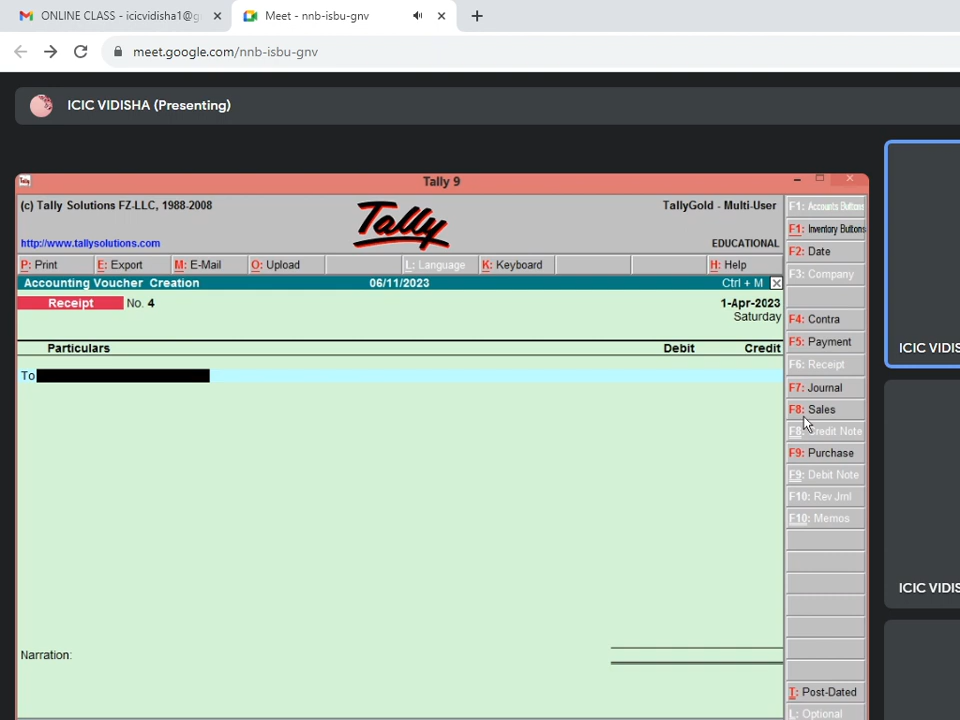 ONLINE CLASS - icicvidisha1@g
Meet - nnb-isbu-gnv
meet.google.com/nnb-isbu-gnv
ICIC VIDISHA (Presenting)
Tally 9
(c) Tally Solutions FZ-LLC, 1988-2008
Tally
TallyGold - Multi-User
http://www.tallysolutions.com
EDUCATIONAL
P: Print
E: Export
M: E-Mail
O: Upload
L: Language
K: Keyboard
H: Help
Accounting Voucher Creation
06/11/2023
Ctrl + M
Receipt No. 4
1-Apr-2023
Saturday
Particulars
Debit
Credit
To
Narration:
F1: Accounts Buttons
F1: Inventory Buttons
F2: Date
F3: Company
F4: Contra
F5: Payment
F6: Receipt
F7: Journal
F8: Sales
F8: Credit Note
F9: Purchase
F9: Debit Note
F10: Rev Jrnl
F10: Memos
T: Post-Dated
L: Optional
ICIC VIDIS
ICIC VIDIS